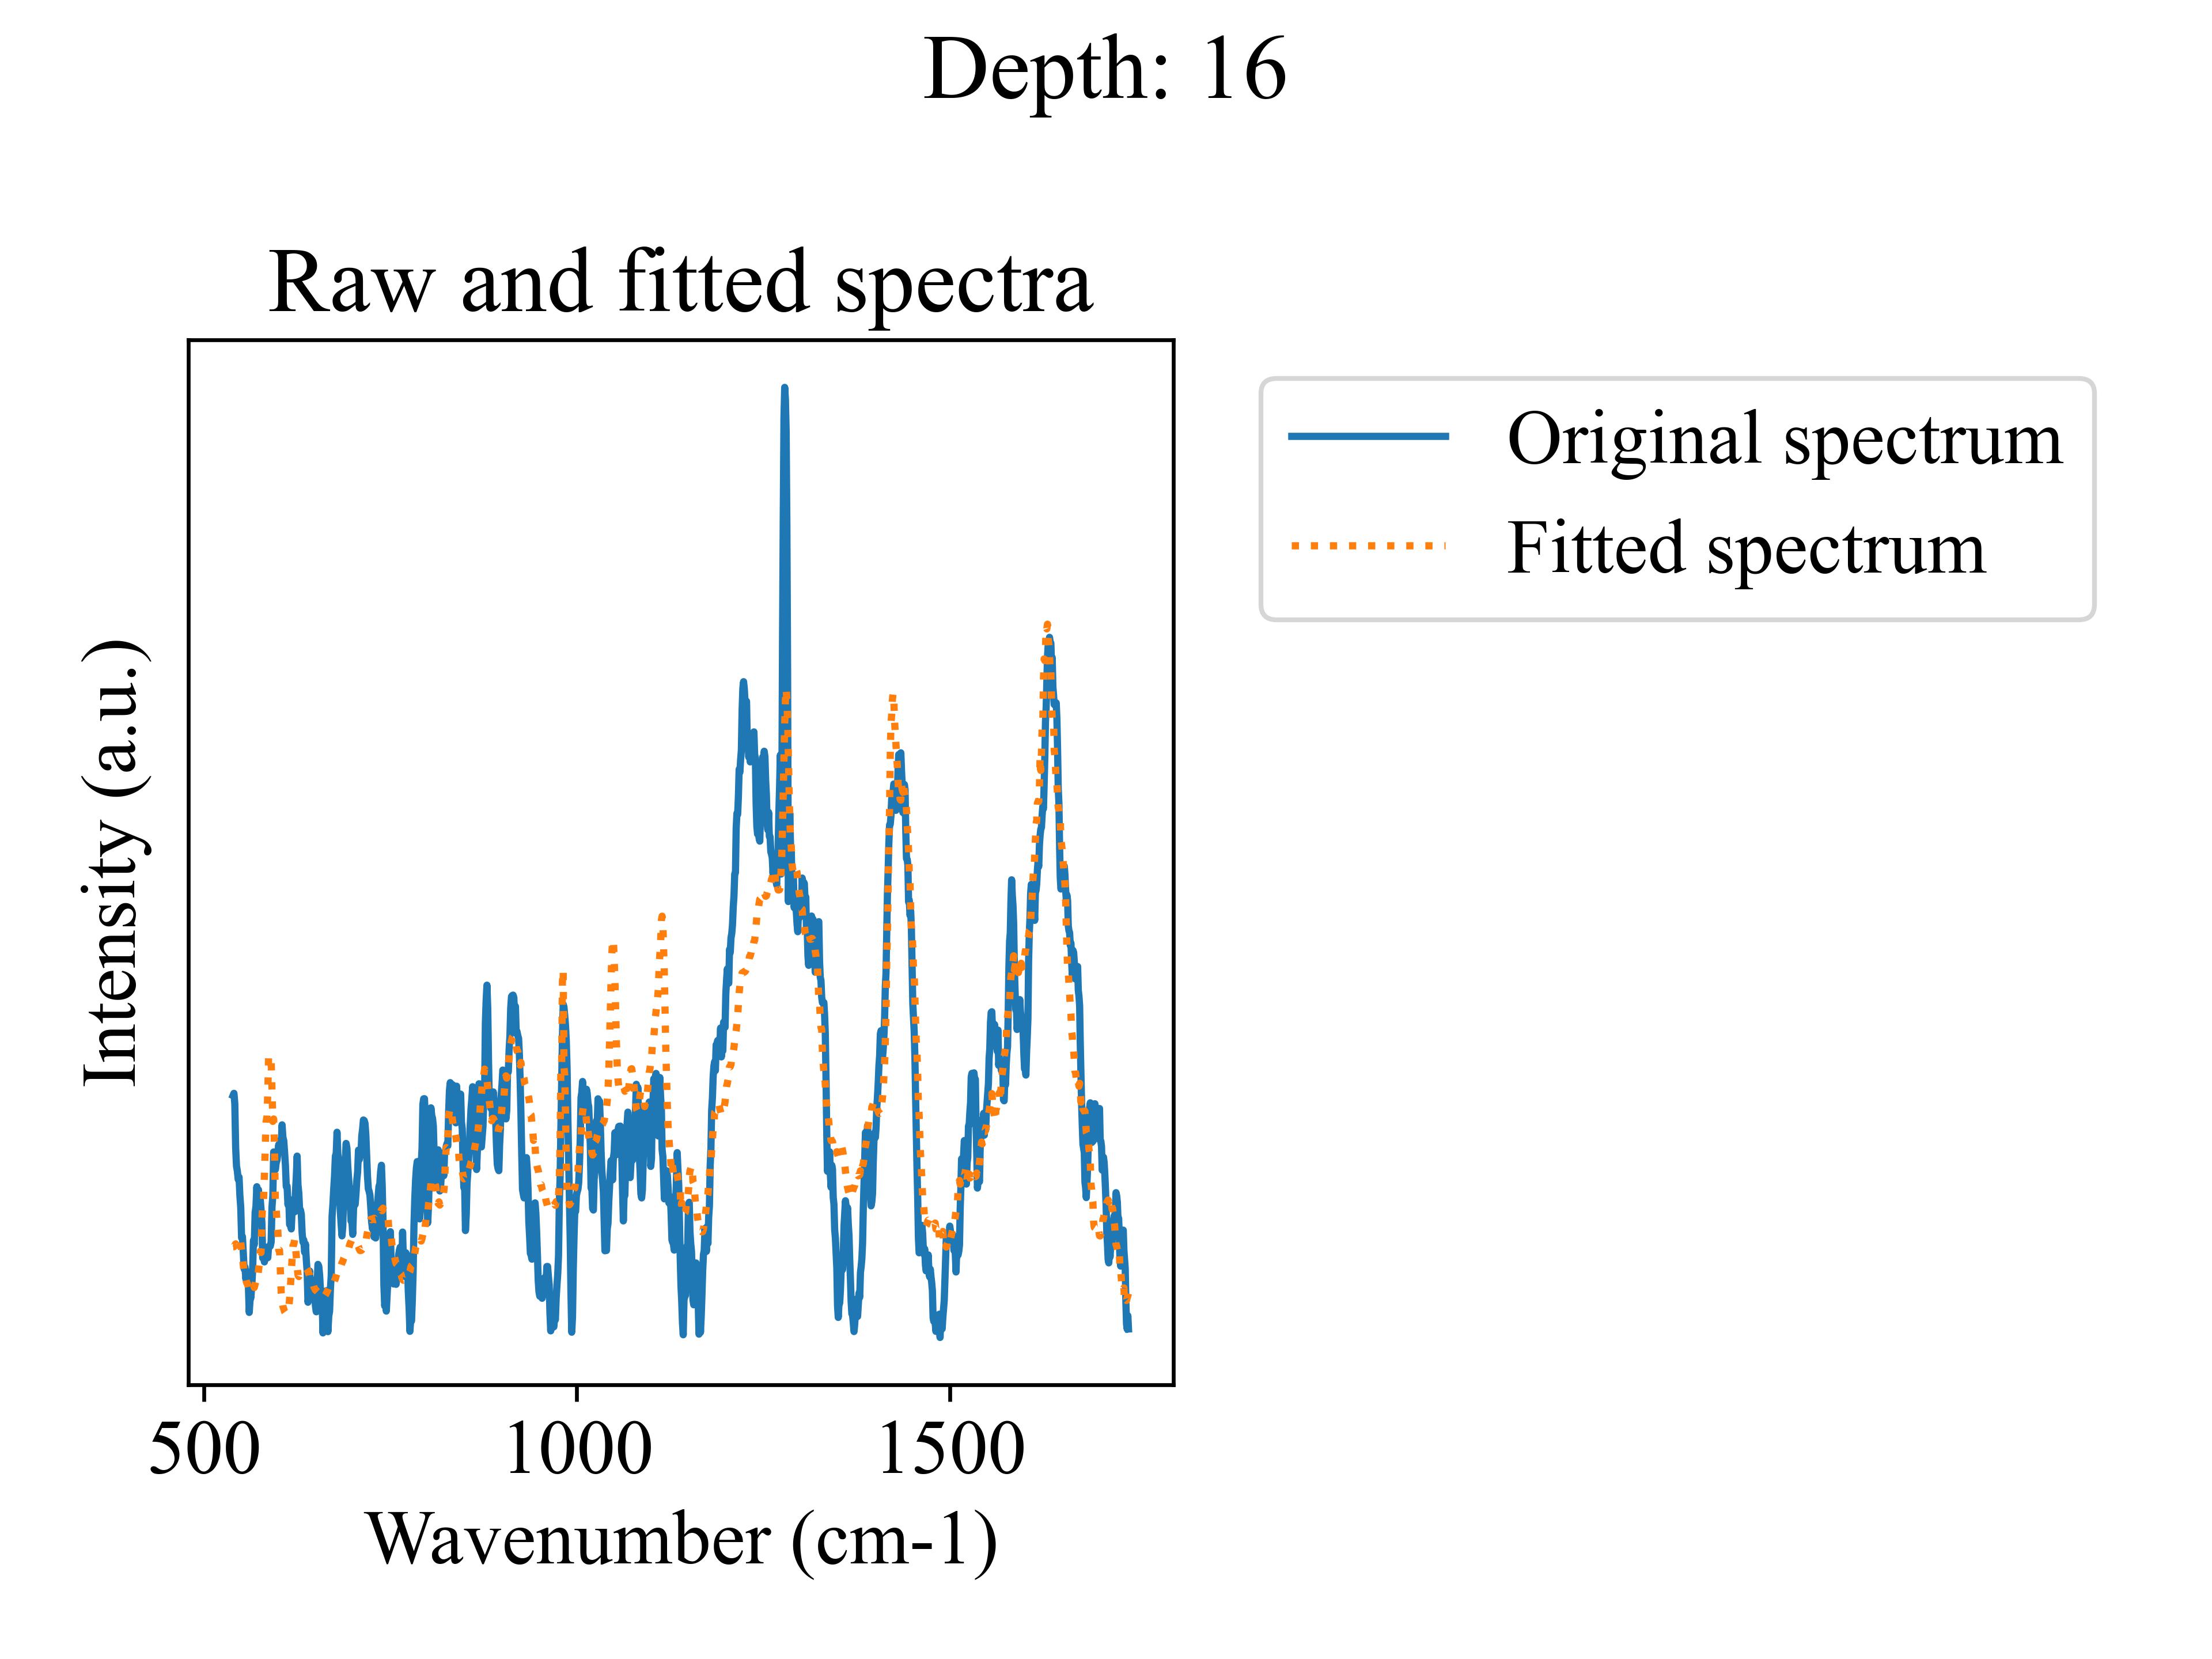 Depth: 16
Raw and fitted spectra
Original spectrum
Fitted spectrum
Intensity (a.u.)
500 1000 1500
Wavenumber (cm-1)